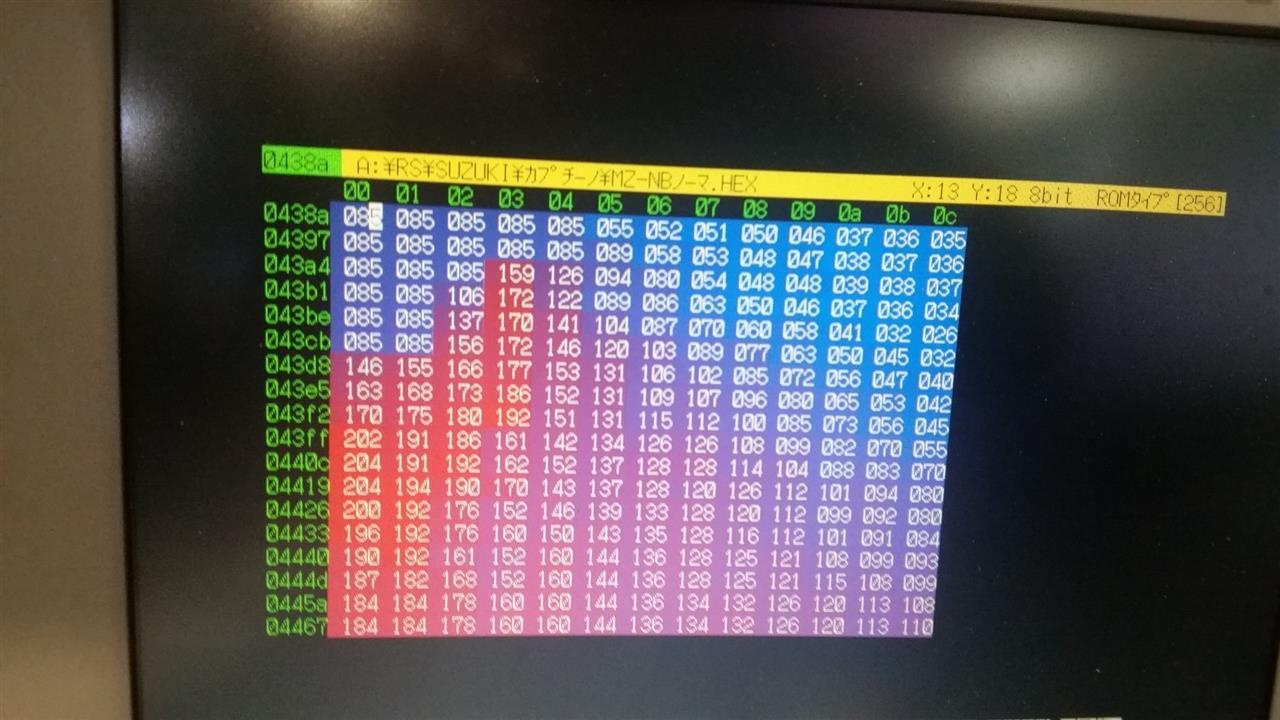 0438a A:¥RS¥SUZUKI¥ｶﾌﾟﾁｰﾉ¥MZ-NBﾉｰﾏ.HEX X:13 Y:18 8bit ROMﾀｲﾌﾟ[256]
00 01 02 03 04 05 06 07 08 09 0a 0b 0c
0438a 085 085 085 085 085 055 052 051 050 046 037 036 035
04397 085 085 085 085 085 089 058 053 048 047 038 037 036
043a4 085 085 085 159 126 094 080 054 048 048 039 038 037
043b1 085 085 106 172 122 089 086 063 050 046 037 036 034
043be 085 085 137 170 141 104 087 070 060 058 041 032 026
043cb 085 085 156 172 146 120 103 089 077 063 050 045 032
043d8 146 155 166 177 153 131 106 102 085 072 056 047 040
043e5 163 168 173 186 152 131 109 107 096 080 065 053 042
043f2 170 175 180 192 151 131 115 112 100 085 073 056 045
043ff 202 191 186 161 142 134 126 126 108 099 082 070 055
0440c 204 191 192 162 152 137 128 128 114 104 088 083 070
04419 204 194 190 170 143 137 128 120 126 112 101 094 080
04426 200 192 176 152 146 139 133 128 120 112 099 092 080
04433 196 192 176 160 150 143 135 128 116 112 101 091 084
04440 190 192 161 152 160 144 136 128 125 121 108 099 093
0444d 187 182 168 152 160 144 136 128 125 121 115 108 099
0445a 184 184 178 160 160 144 136 134 132 126 120 113 108
04467 184 184 178 160 160 144 136 134 132 126 120 113 110